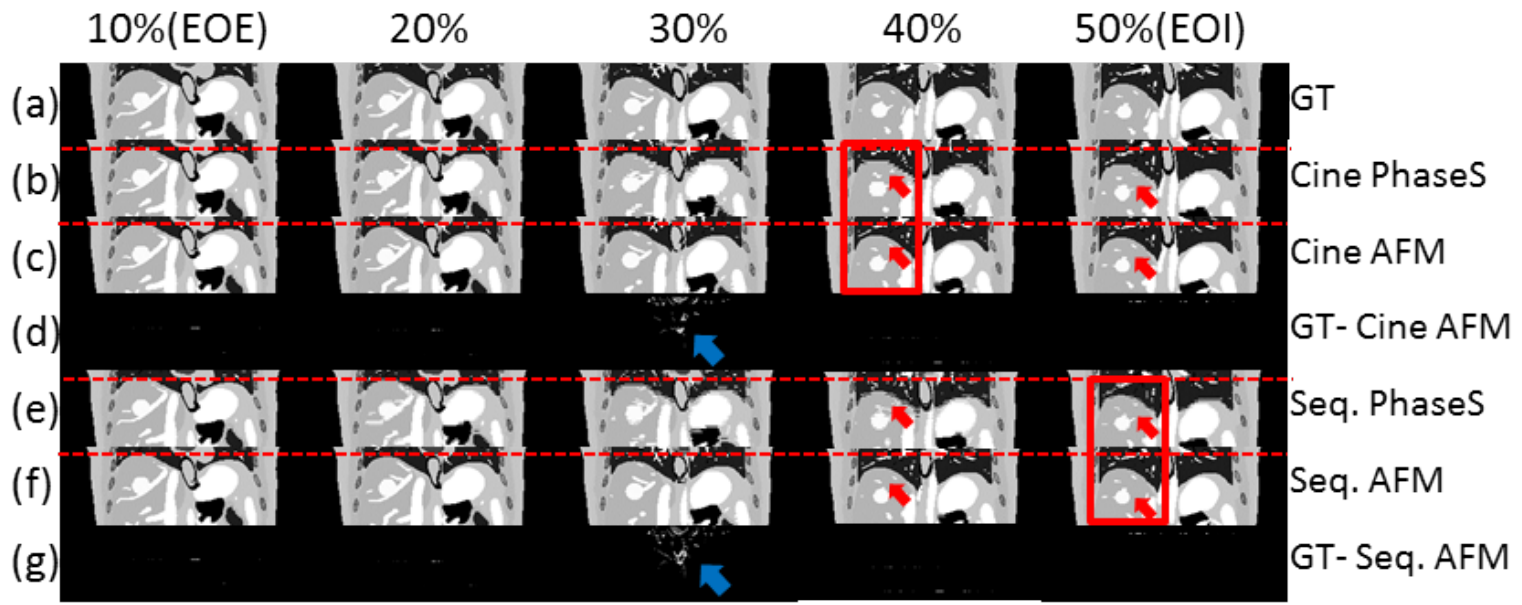 10%(EOE) 20% 30% 40% 50%(EOI)
(a) GT
(b) Cine PhaseS
(c) Cine AFM
(d) GT- Cine AFM
(e) Seq. PhaseS
(f) Seq. AFM
(g) GT- Seq. AFM